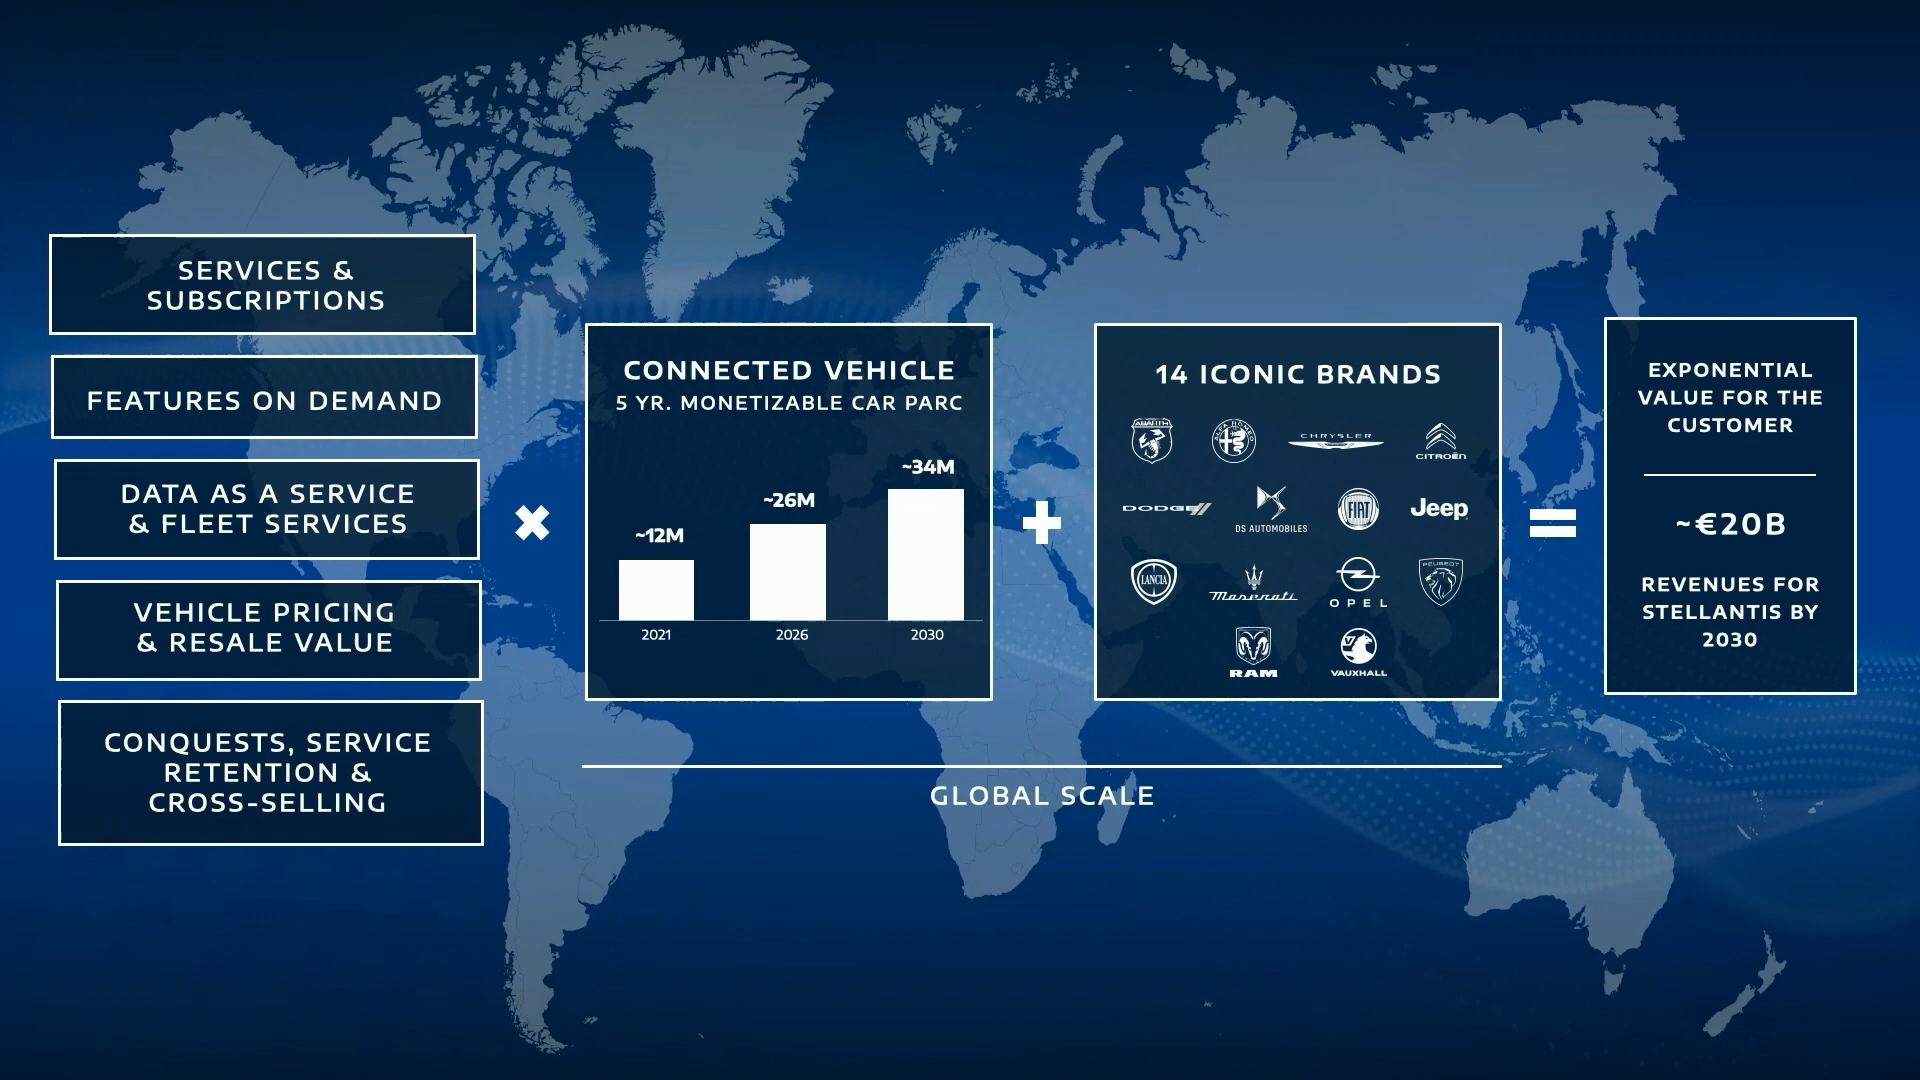 SERVICES &
SUBSCRIPTIONS
FEATURES ON DEMAND
DATA AS A SERVICE
& FLEET SERVICES
VEHICLE PRICING
& RESALE VALUE
CONQUESTS, SERVICE
RETENTION &
CROSS-SELLING
✖
CONNECTED VEHICLE
5 YR. MONETIZABLE CAR PARC
~12M
~26M
~34M
2021
2026
2030
+
14 ICONIC BRANDS
ABARTH
ALFA ROMEO
CHRYSLER
CITROËN
DODGE
DS AUTOMOBILES
FIAT
Jeep
LANCIA
Maserati
OPEL
PEUGEOT
RAM
VAUXHALL
GLOBAL SCALE
=
EXPONENTIAL
VALUE FOR THE
CUSTOMER
~€20B
REVENUES FOR
STELLANTIS BY
2030